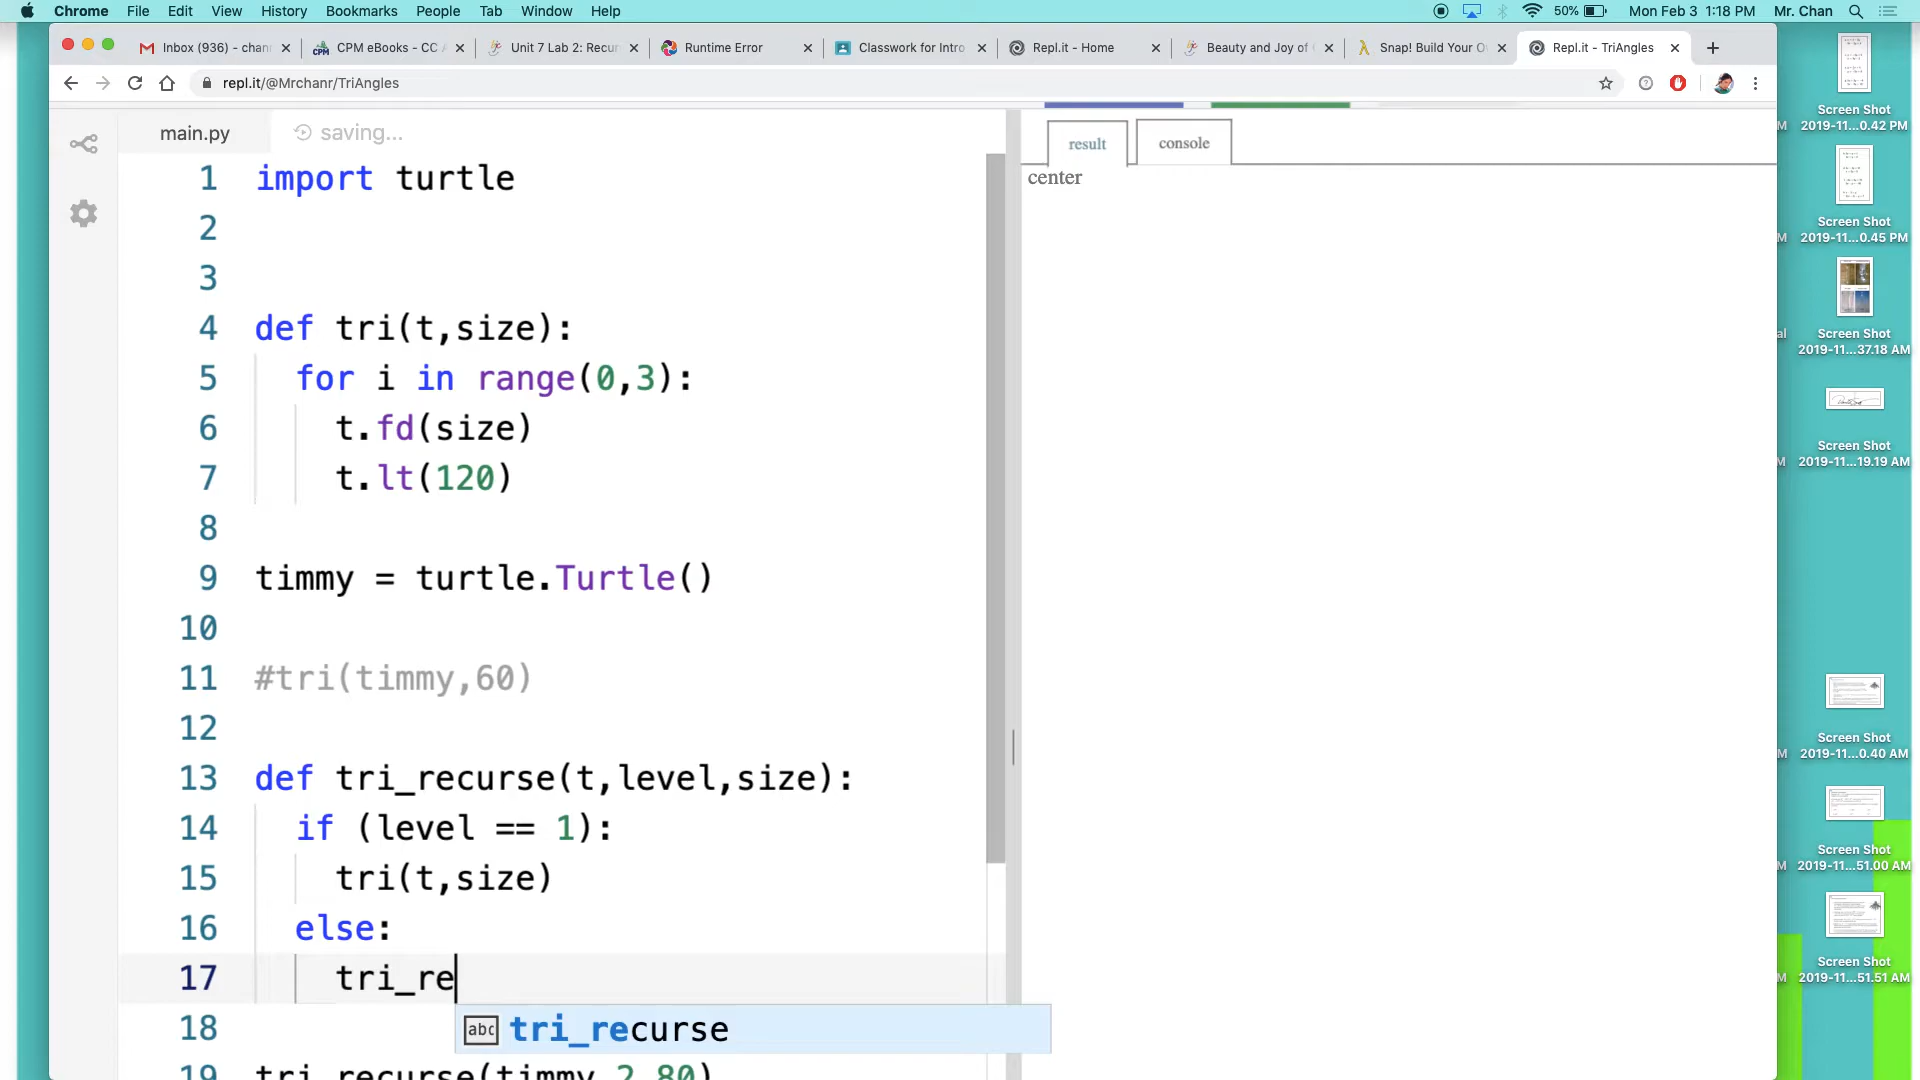 Chrome File Edit View History Bookmarks People Tab Window Help 50% Mon Feb 3 1:18 PM Mr. Chan
Inbox (936) - chan CPM eBooks - CC A Unit 7 Lab 2: Recur Runtime Error Classwork for Intro Repl.it - Home Beauty and Joy of Snap! Build Your O Repl.it - TriAngles
repl.it/@Mrchanr/TriAngles
main.py saving...
result console
center
1 import turtle
2
3
4 def tri(t,size):
5 for i in range(0,3):
6 t.fd(size)
7 t.lt(120)
8
9 timmy = turtle.Turtle()
10
11 #tri(timmy,60)
12
13 def tri_recurse(t,level,size):
14 if (level == 1):
15 tri(t,size)
16 else:
17 tri_re
abc tri_recurse
18
19 tri_recurse(timmy,2,80)
Screen Shot
2019-11...0.42 PM
Screen Shot
2019-11...0.45 PM
Screen Shot
2019-11...37.18 AM
Screen Shot
2019-11...19.19 AM
Screen Shot
2019-11...0.40 AM
Screen Shot
2019-11...51.00 AM
Screen Shot
2019-11...51.51 AM